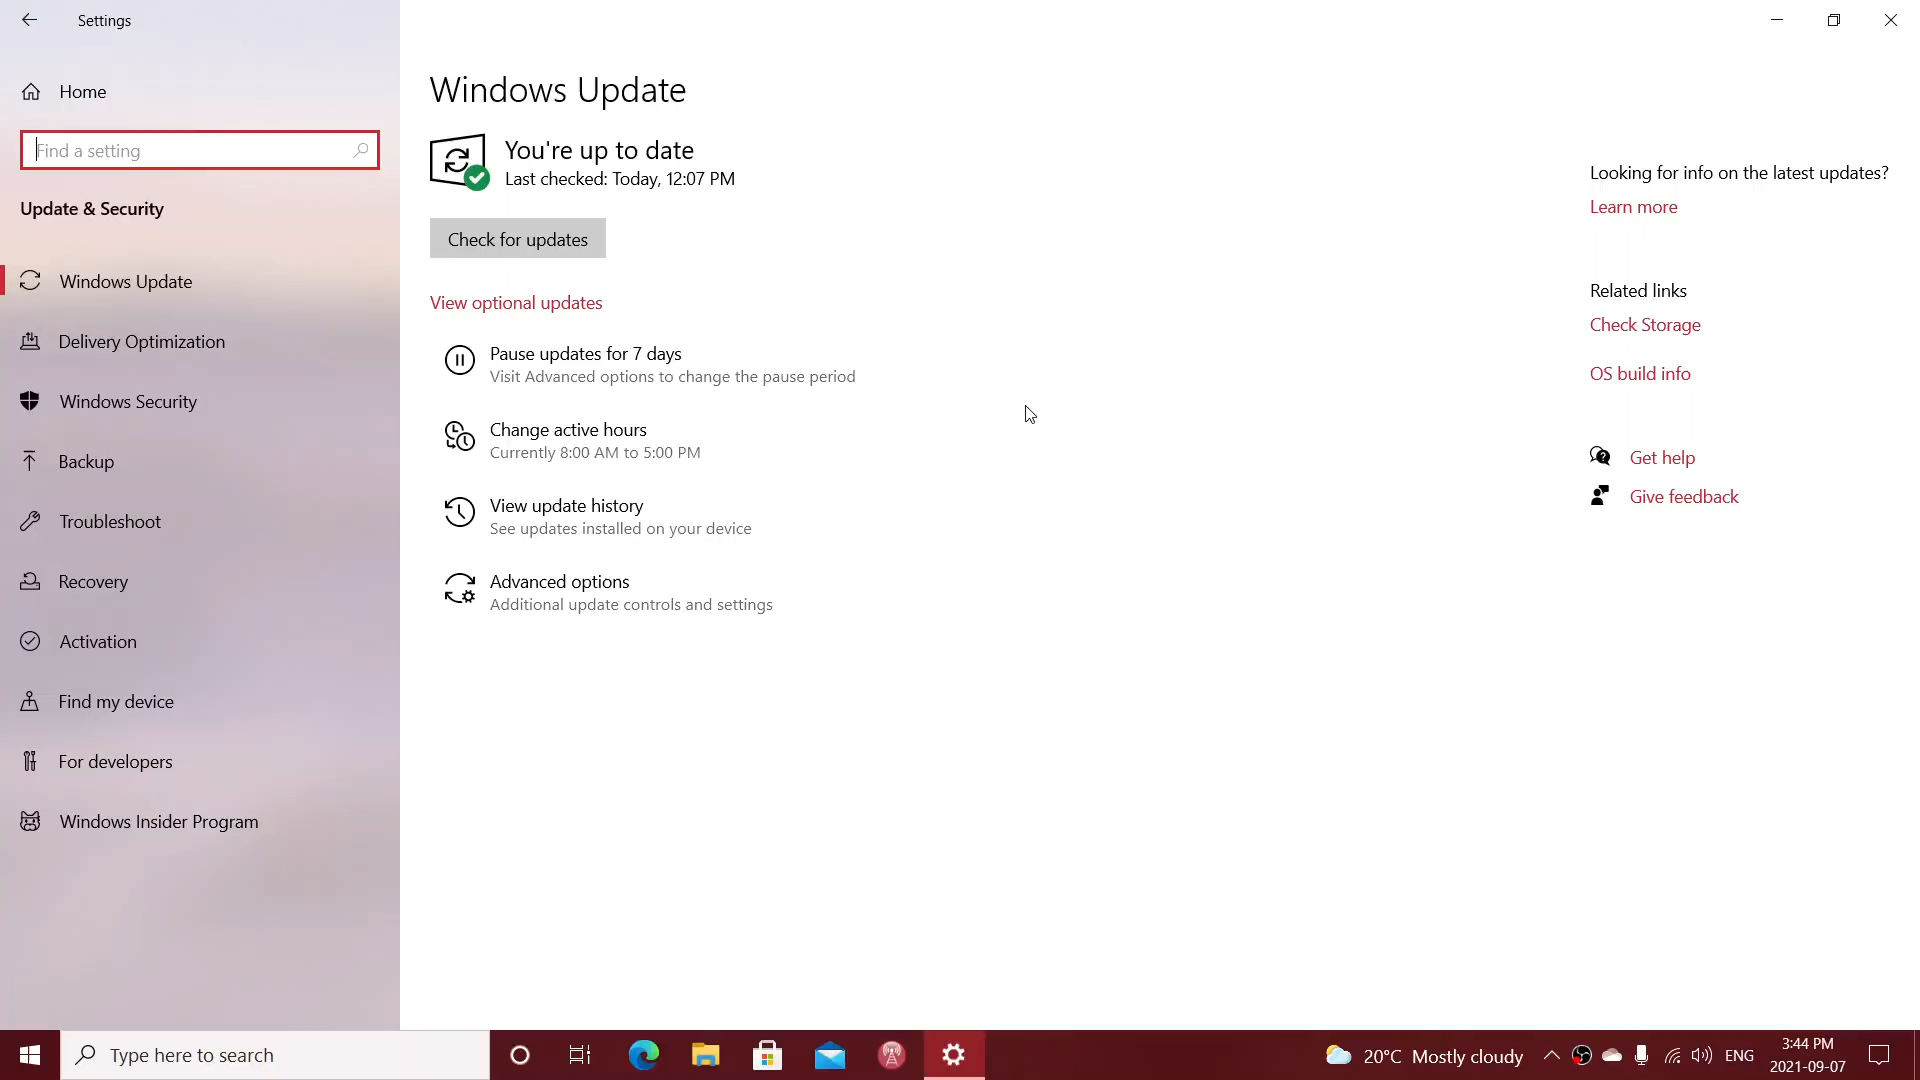 Settings
Home
Find a setting
Update & Security
Windows Update
Delivery Optimization
Windows Security
Backup
Troubleshoot
Recovery
Activation
Find my device
For developers
Windows Insider Program
Windows Update
You're up to date
Last checked: Today, 12:07 PM
Check for updates
View optional updates
Pause updates for 7 days
Visit Advanced options to change the pause period
Change active hours
Currently 8:00 AM to 5:00 PM
View update history
See updates installed on your device
Advanced options
Additional update controls and settings
Looking for info on the latest updates?
Learn more
Related links
Check Storage
OS build info
Get help
Give feedback
Type here to search
20°C Mostly cloudy
ENG
3:44 PM
2021-09-07